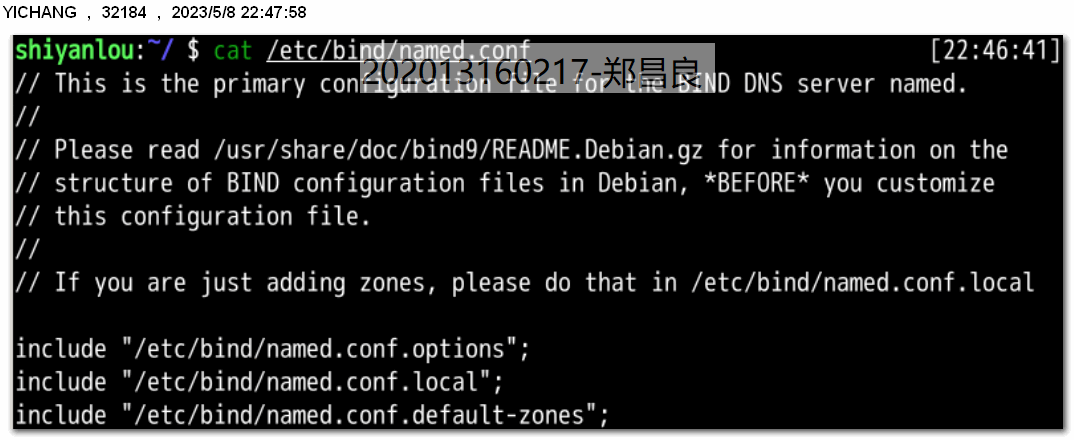 YICHANG , 32184 , 2023/5/8 22:47:58
shiyanlou:~/ $ cat /etc/bind/named.conf [22:46:41]
202013160217-郑昌良
// This is the primary configuration file for the BIND DNS server named.
//
// Please read /usr/share/doc/bind9/README.Debian.gz for information on the
// structure of BIND configuration files in Debian, *BEFORE* you customize
// this configuration file.
//
// If you are just adding zones, please do that in /etc/bind/named.conf.local
include "/etc/bind/named.conf.options";
include "/etc/bind/named.conf.local";
include "/etc/bind/named.conf.default-zones";